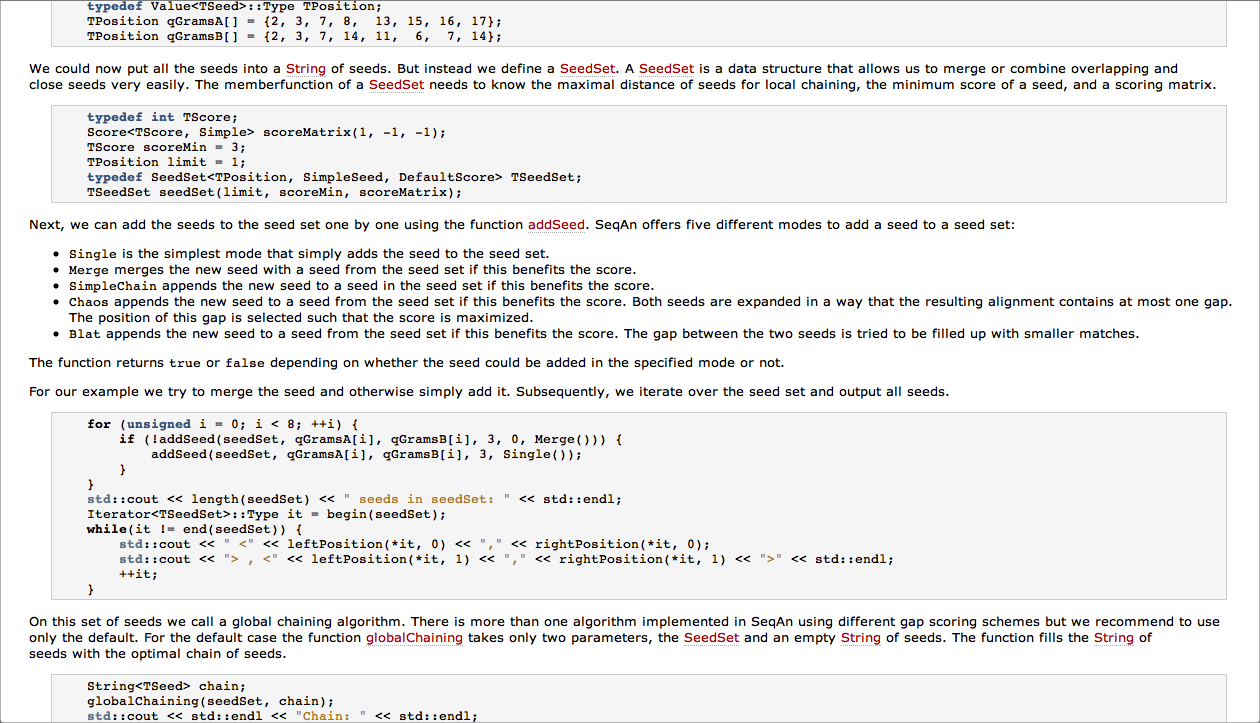 typedef Value<TSeed>::Type TPosition;
TPosition qGramsA[] = {2, 3, 7, 8,  13, 15, 16, 17};
TPosition qGramsB[] = {2, 3, 7, 14, 11,  6,  7, 14};
We could now put all the seeds into a String of seeds. But instead we define a SeedSet. A SeedSet is a data structure that allows us to merge or combine overlapping and
close seeds very easily. The memberfunction of a SeedSet needs to know the maximal distance of seeds for local chaining, the minimum score of a seed, and a scoring matrix.
typedef int TScore;
Score<TScore, Simple> scoreMatrix(1, -1, -1);
TScore scoreMin = 3;
TPosition limit = 1;
typedef SeedSet<TPosition, SimpleSeed, DefaultScore> TSeedSet;
TSeedSet seedSet(limit, scoreMin, scoreMatrix);
Next, we can add the seeds to the seed set one by one using the function addSeed. SeqAn offers five different modes to add a seed to a seed set:
• Single is the simplest mode that simply adds the seed to the seed set.
• Merge merges the new seed with a seed from the seed set if this benefits the score.
• SimpleChain appends the new seed to a seed in the seed set if this benefits the score.
• Chaos appends the new seed to a seed from the seed set if this benefits the score. Both seeds are expanded in a way that the resulting alignment contains at most one gap.
The position of this gap is selected such that the score is maximized.
• Blat appends the new seed to a seed from the seed set if this benefits the score. The gap between the two seeds is tried to be filled up with smaller matches.
The function returns true or false depending on whether the seed could be added in the specified mode or not.
For our example we try to merge the seed and otherwise simply add it. Subsequently, we iterate over the seed set and output all seeds.
for (unsigned i = 0; i < 8; ++i) {
    if (!addSeed(seedSet, qGramsA[i], qGramsB[i], 3, 0, Merge())) {
        addSeed(seedSet, qGramsA[i], qGramsB[i], 3, Single());
    }
}
std::cout << length(seedSet) << " seeds in seedSet: " << std::endl;
Iterator<TSeedSet>::Type it = begin(seedSet);
while(it != end(seedSet)) {
    std::cout << " <" << leftPosition(*it, 0) << "," << rightPosition(*it, 0);
    std::cout << "> , <" << leftPosition(*it, 1) << "," << rightPosition(*it, 1) << ">" << std::endl;
    ++it;
}
On this set of seeds we call a global chaining algorithm. There is more than one algorithm implemented in SeqAn using different gap scoring schemes but we recommend to use
only the default. For the default case the function globalChaining takes only two parameters, the SeedSet and an empty String of seeds. The function fills the String of
seeds with the optimal chain of seeds.
String<TSeed> chain;
globalChaining(seedSet, chain);
std::cout << std::endl << "Chain: " << std::endl;